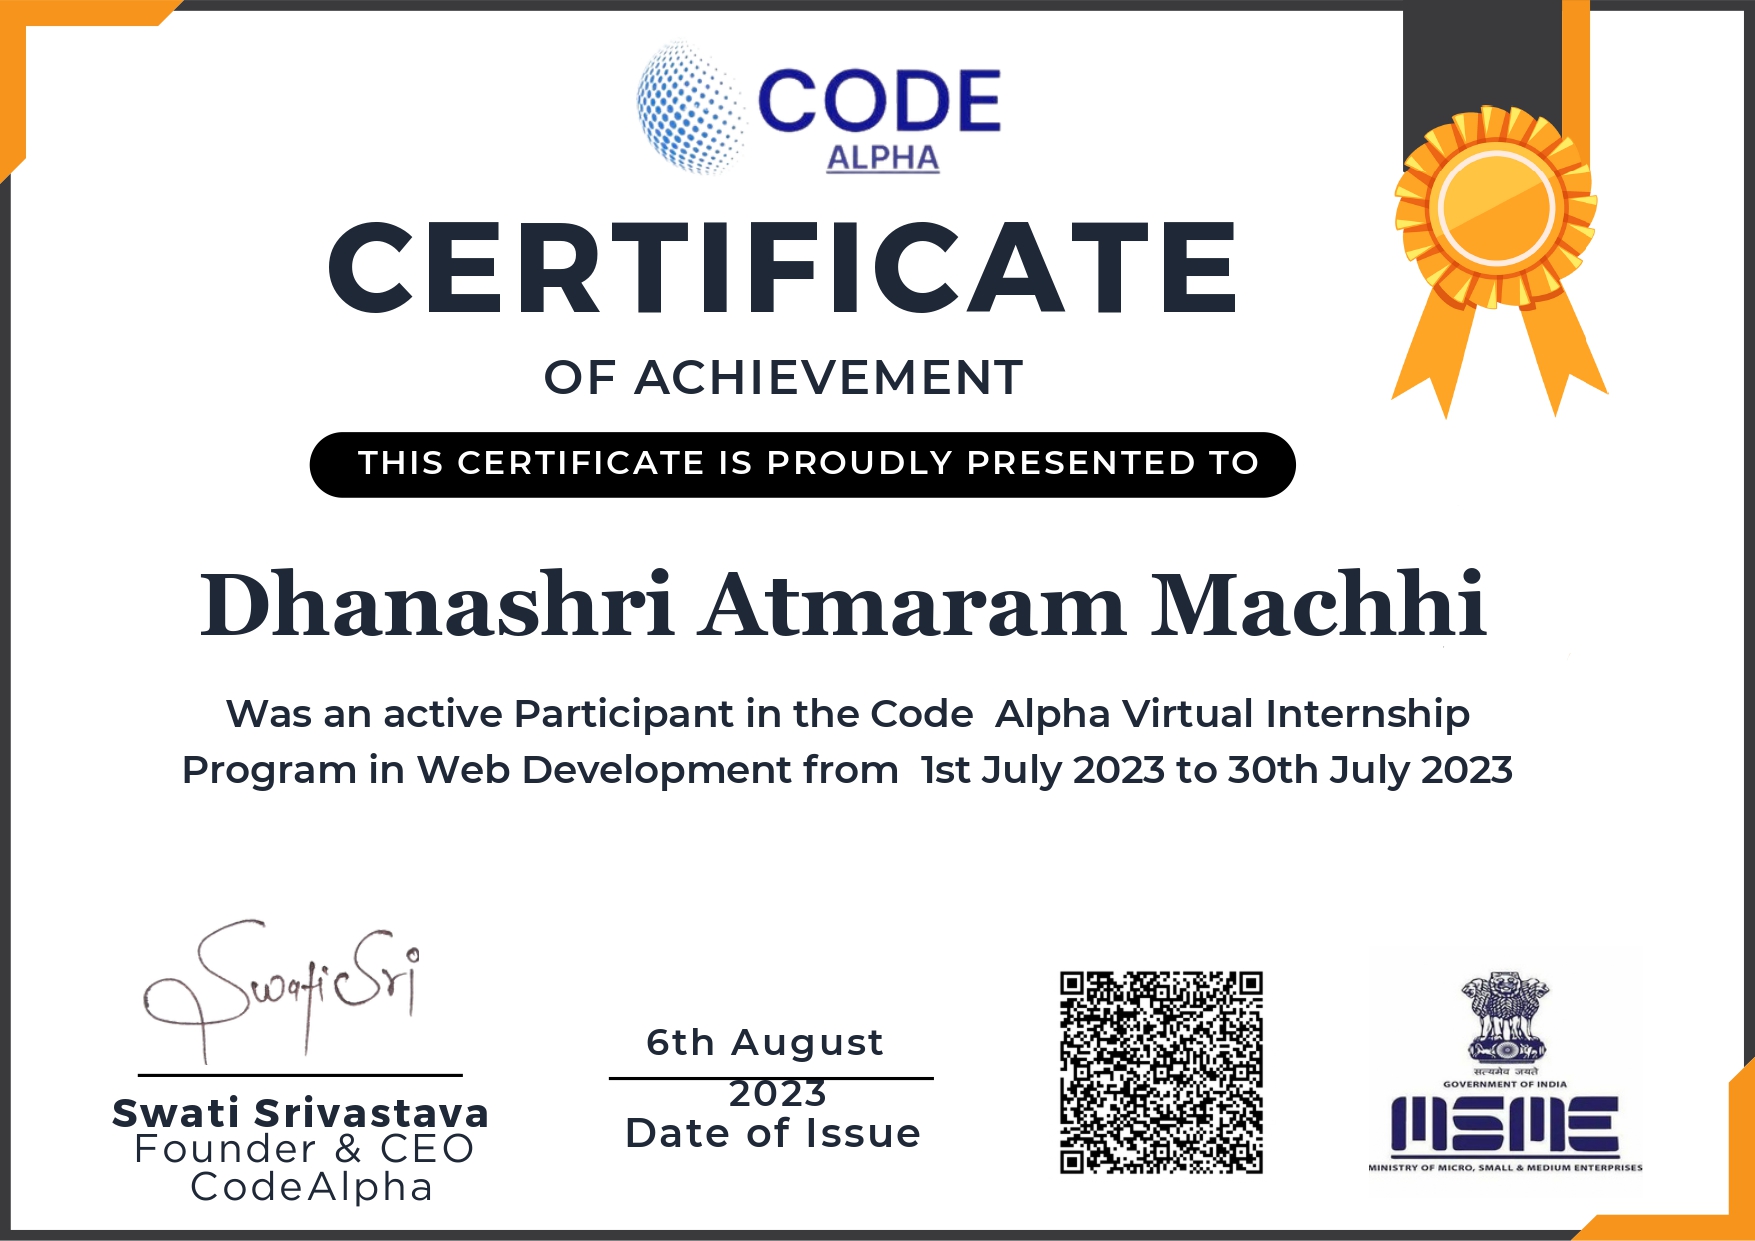 CODE
ALPHA
CERTIFICATE
OF ACHIEVEMENT
THIS CERTIFICATE IS PROUDLY PRESENTED TO
Dhanashri Atmaram Machhi
Was an active Participant in the Code Alpha Virtual Internship
Program in Web Development from 1st July 2023 to 30th July 2023
Swati Sri
Swati Srivastava
Founder & CEO
CodeAlpha
6th August
2023
Date of Issue
सत्यमेव जयते
GOVERNMENT OF INDIA
MSME
MINISTRY OF MICRO, SMALL & MEDIUM ENTERPRISES